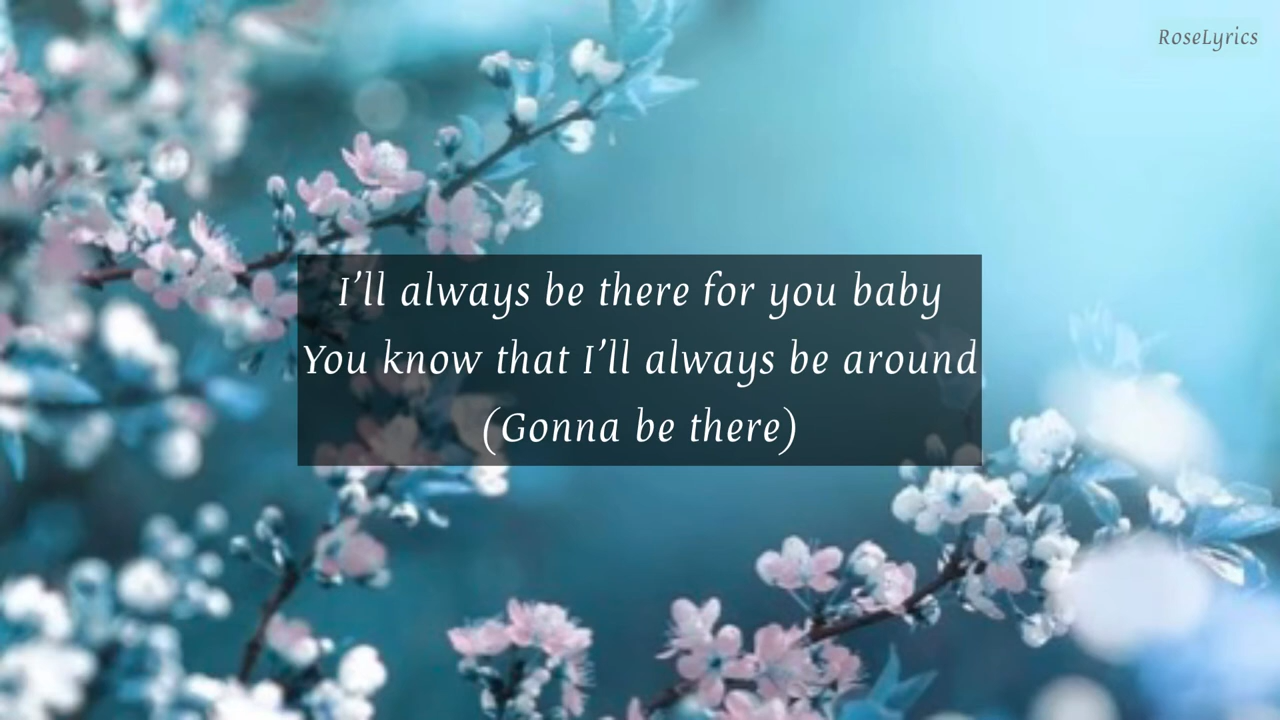 RoseLyrics
I’ll always be there for you baby
You know that I’ll always be around
(Gonna be there)